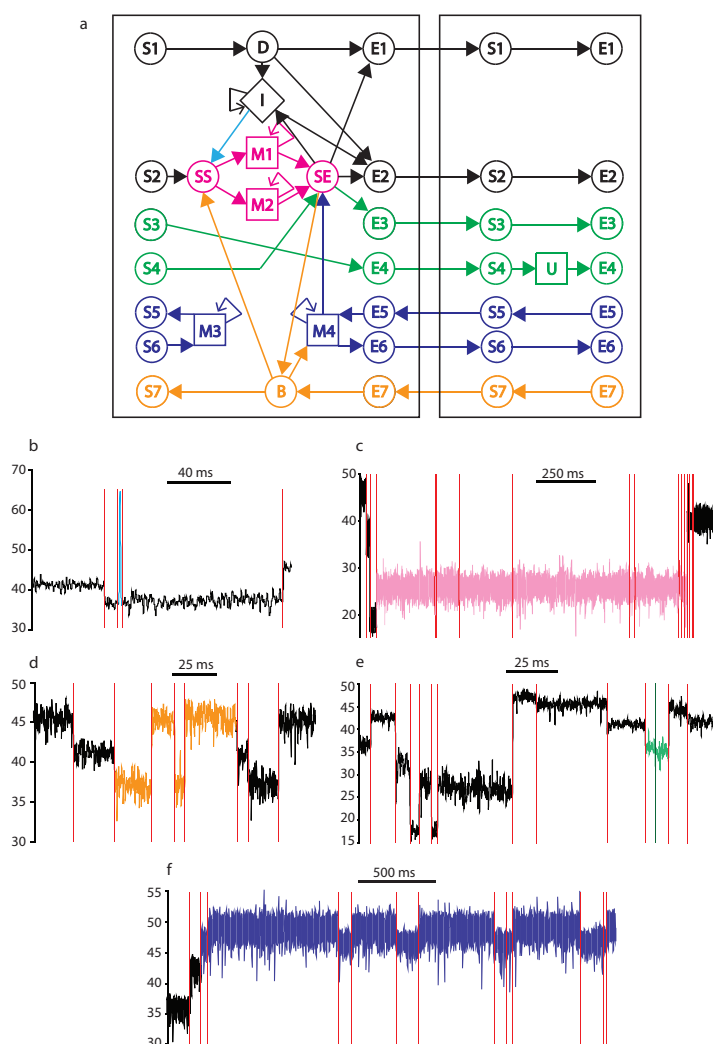 a
S1 D E1 S1 E1
I
M1
S2 SS SE E2 S2 E2
M2
S3 E3 S3 E3
S4 E4 S4 U E4
S5 E5 S5 E5
M3 M4
S6 E6 S6 E6
S7 B E7 S7 E7
b
40 ms
70
60
50
40
30
c
250 ms
50
40
30
20
d
25 ms
50
45
40
35
30
e
25 ms
50
45
40
35
30
25
20
15
f
500 ms
55
50
45
40
35
30